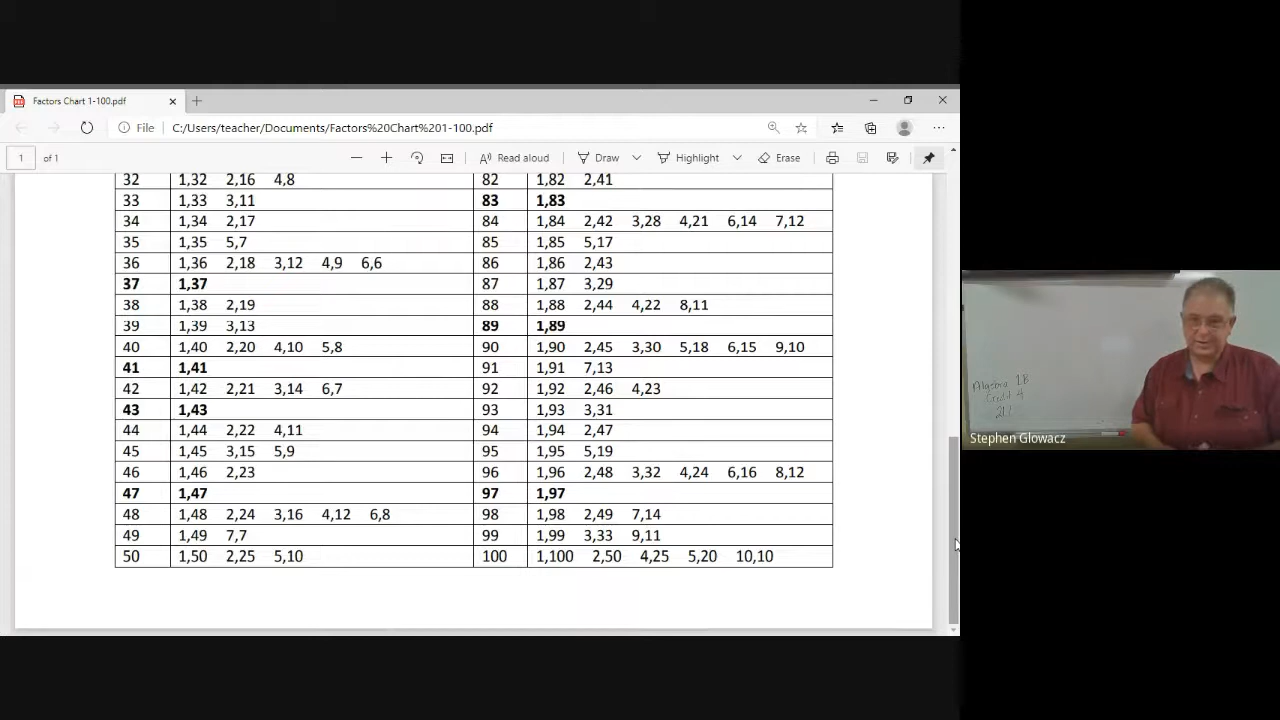 Factors Chart 1-100.pdf
File C:/Users/teacher/Documents/Factors%20Chart%201-100.pdf
1 of 1 Read aloud Draw Highlight Erase
32 1,32 2,16 4,8 82 1,82 2,41
33 1,33 3,11 83 1,83
34 1,34 2,17 84 1,84 2,42 3,28 4,21 6,14 7,12
35 1,35 5,7 85 1,85 5,17
36 1,36 2,18 3,12 4,9 6,6 86 1,86 2,43
37 1,37 87 1,87 3,29
38 1,38 2,19 88 1,88 2,44 4,22 8,11
39 1,39 3,13 89 1,89
40 1,40 2,20 4,10 5,8 90 1,90 2,45 3,30 5,18 6,15 9,10
41 1,41 91 1,91 7,13
42 1,42 2,21 3,14 6,7 92 1,92 2,46 4,23
43 1,43 93 1,93 3,31
44 1,44 2,22 4,11 94 1,94 2,47
45 1,45 3,15 5,9 95 1,95 5,19
46 1,46 2,23 96 1,96 2,48 3,32 4,24 6,16 8,12
47 1,47 97 1,97
48 1,48 2,24 3,16 4,12 6,8 98 1,98 2,49 7,14
49 1,49 7,7 99 1,99 3,33 9,11
50 1,50 2,25 5,10 100 1,100 2,50 4,25 5,20 10,10
Algebra 1B
Credit 4
Stephen Glowacz